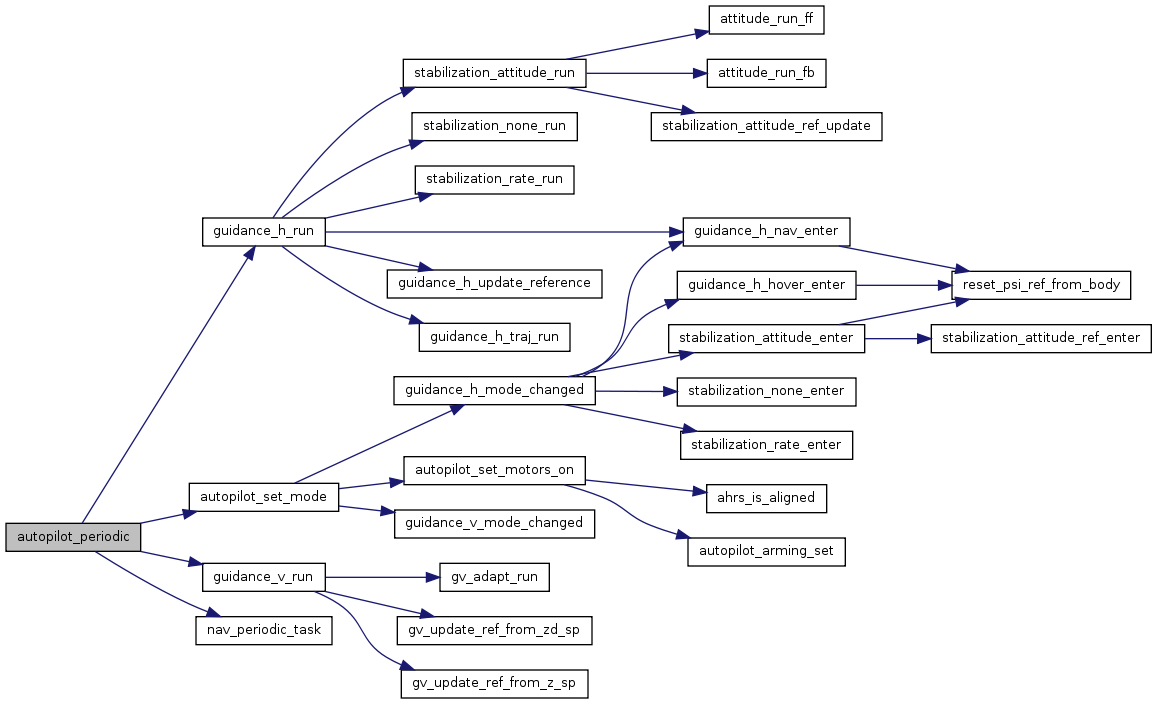 attitude_run_ff
stabilization_attitude_run
attitude_run_fb
stabilization_none_run
stabilization_attitude_ref_update
stabilization_rate_run
guidance_h_run
guidance_h_nav_enter
guidance_h_update_reference
guidance_h_hover_enter
reset_psi_ref_from_body
guidance_h_traj_run
stabilization_attitude_enter
stabilization_attitude_ref_enter
guidance_h_mode_changed
stabilization_none_enter
stabilization_rate_enter
autopilot_set_mode
autopilot_set_motors_on
ahrs_is_aligned
autopilot_periodic
guidance_v_mode_changed
autopilot_arming_set
guidance_v_run
gv_adapt_run
nav_periodic_task
gv_update_ref_from_zd_sp
gv_update_ref_from_z_sp